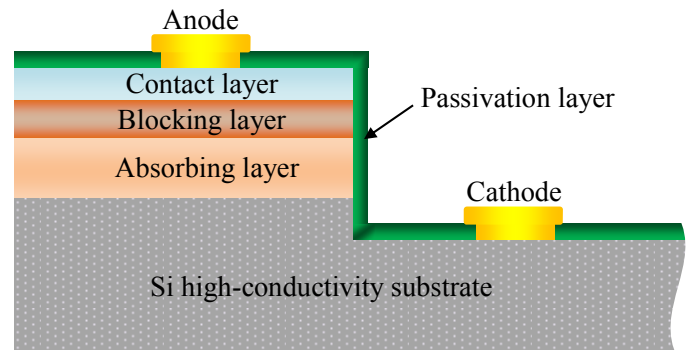 Anode
Contact layer
Passivation layer
Blocking layer
Absorbing layer
Cathode
Si high-conductivity substrate